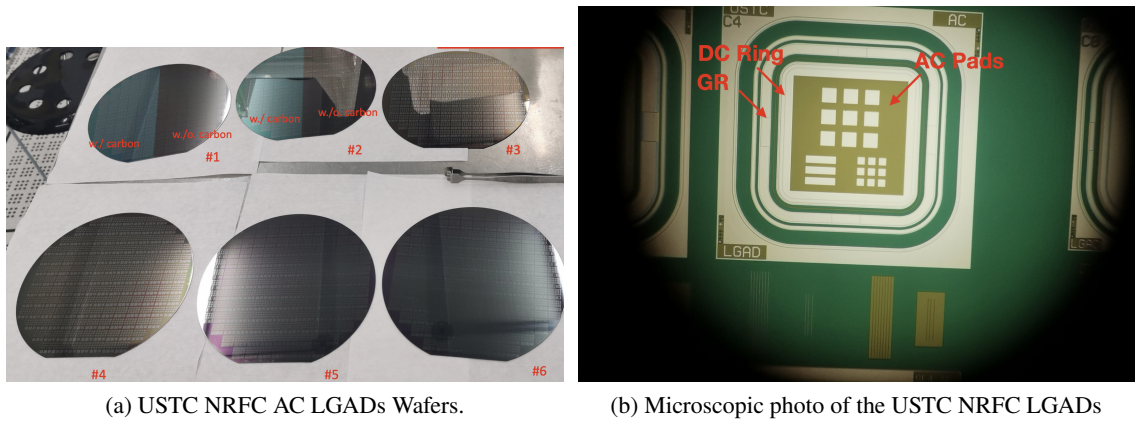 w./ carbon
w./o. carbon
#1
w./ carbon
w./o. carbon
#2
#3
#4
#5
#6
USTC
C4
AC
DC Ring
GR
AC Pads
LGAD
(a) USTC NRFC AC LGADs Wafers.
(b) Microscopic photo of the USTC NRFC LGADs